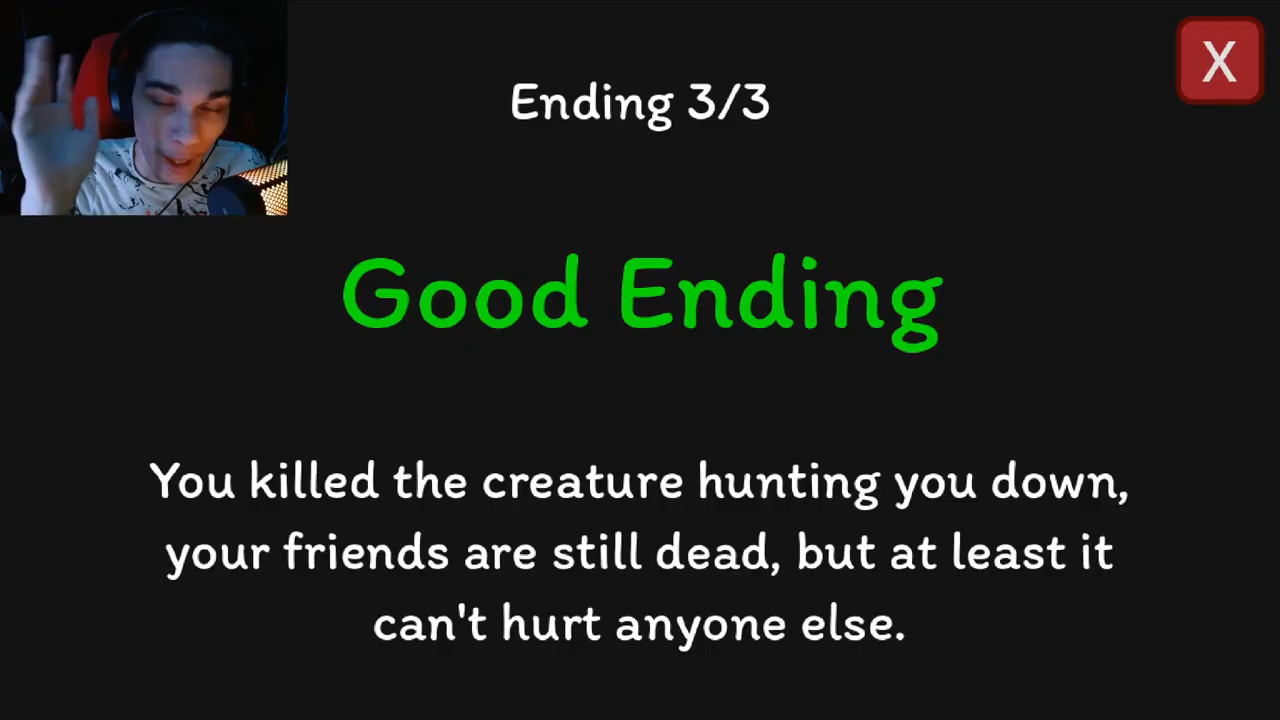 Ending 3/3
X
Good Ending
You killed the creature hunting you down,
your friends are still dead, but at least it
can't hurt anyone else.